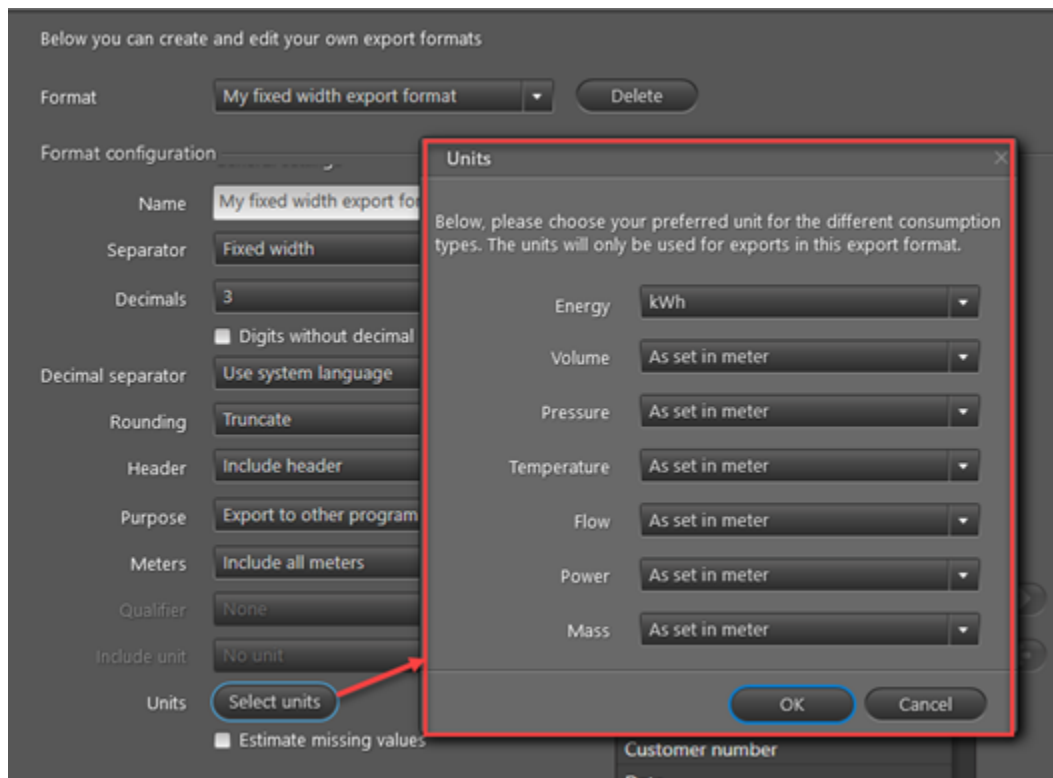 Below you can create and edit your own export formats
Format My fixed width export format Delete
Format configuration
Name My fixed width export for
Separator Fixed width
Decimals 3
Digits without decimal
Decimal separator Use system language
Rounding Truncate
Header Include header
Purpose Export to other program
Meters Include all meters
Qualifier None
Include unit No unit
Units Select units
Estimate missing values
Units
Below, please choose your preferred unit for the different consumption
types. The units will only be used for exports in this export format.
Energy kWh
Volume As set in meter
Pressure As set in meter
Temperature As set in meter
Flow As set in meter
Power As set in meter
Mass As set in meter
OK Cancel
Customer number